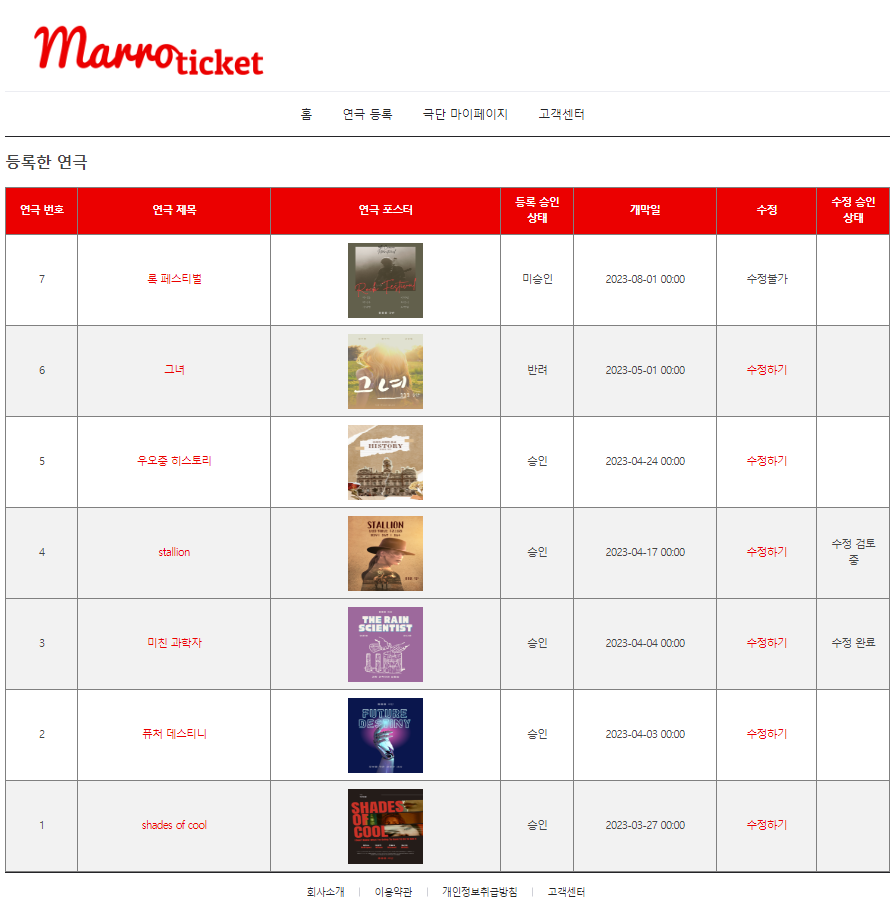 Marroticket
홈 연극 등록 극단 마이페이지 고객센터
등록한 연극
연극 번호 연극 제목 연극 포스터 등록 승인 상태 개막일 수정 수정 승인 상태
7 록 페스티벌 미승인 2023-08-01 00:00 수정불가
Rock Festival
6 그녀 반려 2023-05-01 00:00 수정하기
그녀
5 우오중 히스토리 승인 2023-04-24 00:00 수정하기
HISTORY
4 stallion 승인 2023-04-17 00:00 수정하기 수정 검토 중
STALLION
3 미친 과학자 승인 2023-04-04 00:00 수정하기 수정 완료
THE RAIN
SCIENTIST
2 퓨처 데스티니 승인 2023-04-03 00:00 수정하기
FUTURE
DESTINY
1 shades of cool 승인 2023-03-27 00:00 수정하기
SHADES
OF
COOL
회사소개 | 이용약관 | 개인정보취급방침 | 고객센터